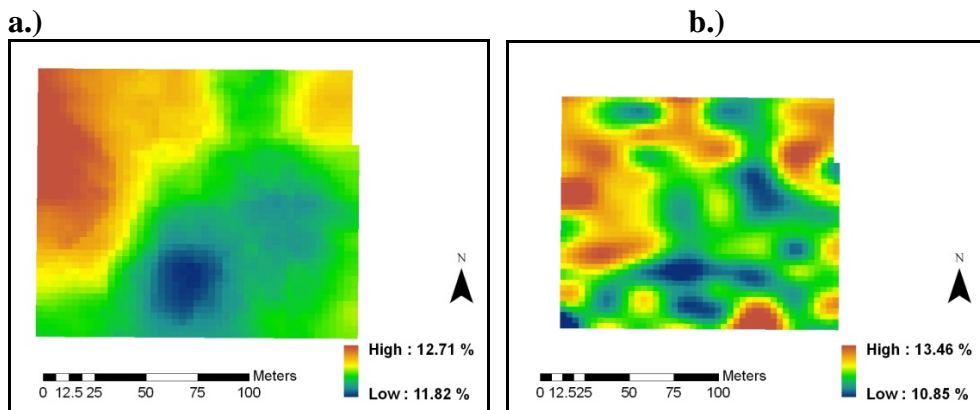 a.)
b.)
N
High : 12.71 %
Low : 11.82 %
Meters
0 12.5 25 50 75 100
N
High : 13.46 %
Low : 10.85 %
Meters
0 12.525 50 75 100